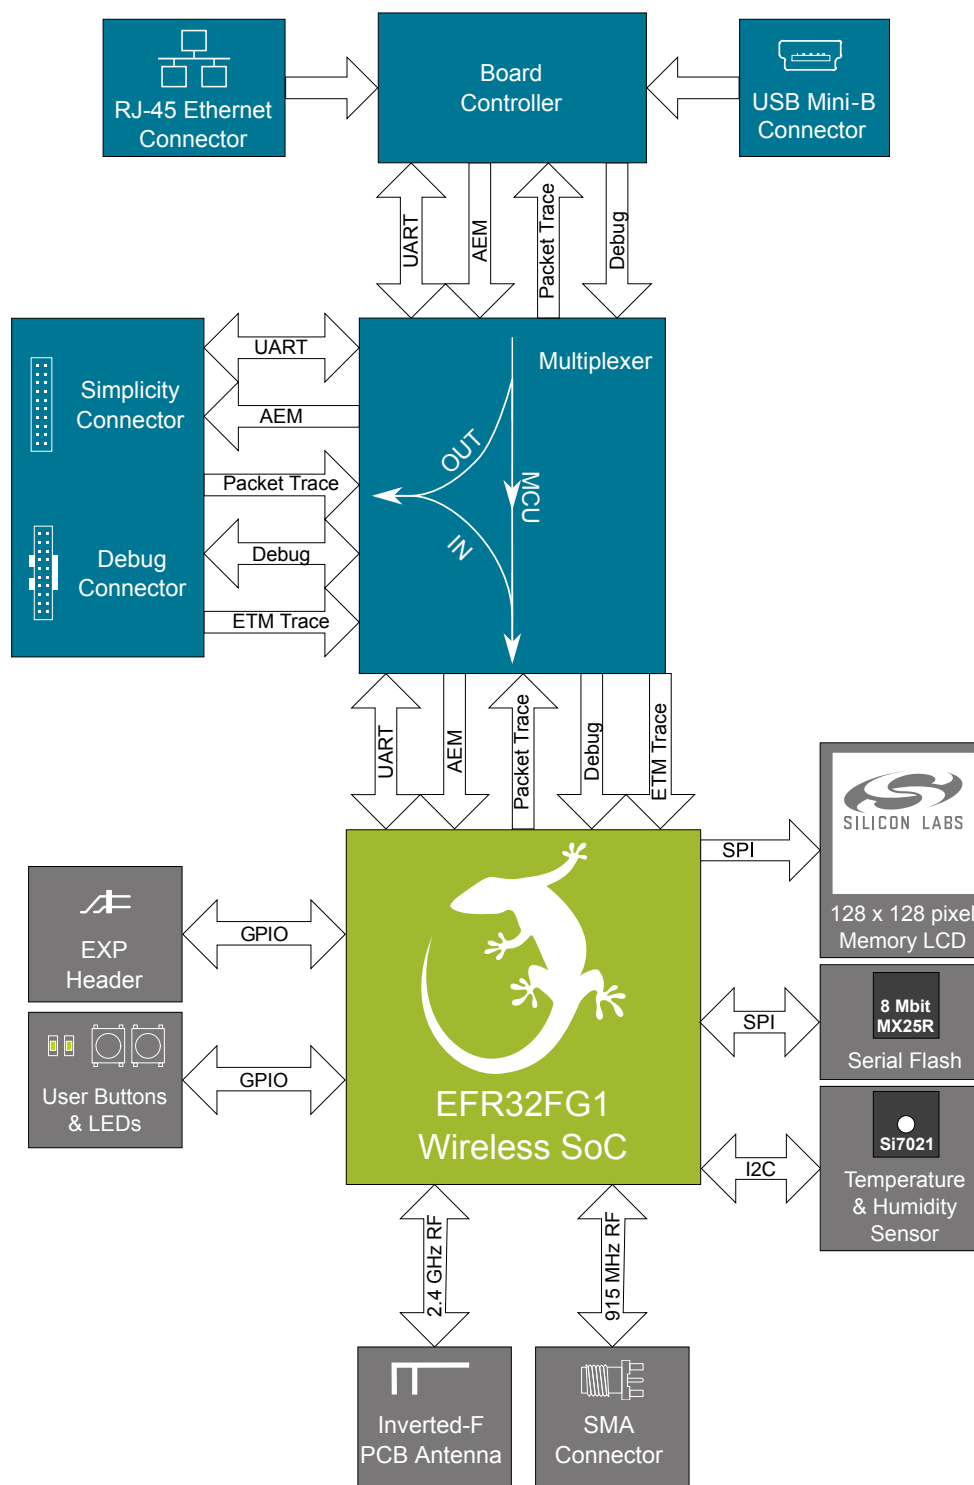 RJ-45 Ethernet
Connector
Board
Controller
USB Mini-B
Connector
UART
AEM
Packet Trace
Debug
Simplicity
Connector
Debug
Connector
UART
AEM
Packet Trace
Debug
ETM Trace
Multiplexer
OUT
MCU
IN
UART
AEM
Packet Trace
Debug
ETM Trace
SILICON LABS
128 x 128 pixel
Memory LCD
SPI
EXP
Header
GPIO
8 Mbit
MX25R
Serial Flash
SPI
User Buttons
& LEDs
GPIO
EFR32FG1
Wireless SoC
Si7021
Temperature
& Humidity
Sensor
I2C
2.4 GHz RF
915 MHz RF
Inverted-F
PCB Antenna
SMA
Connector